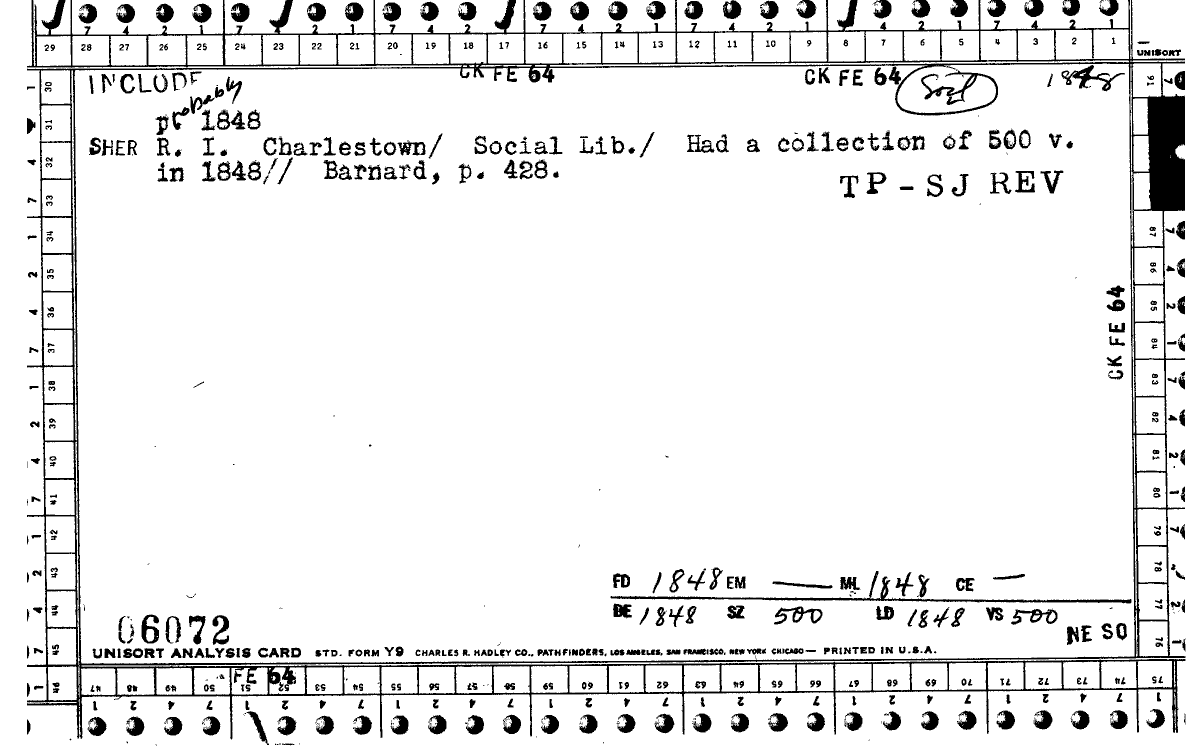 7 4 2 1 7 4 2 1 7 4 2 1 7 4 2 1 7 4 2 1 7 4 2 1 7 4 2 1
29 28 27 26 25 24 23 22 21 20 19 18 17 16 15 14 13 12 11 10 9 8 7 6 5 4 3 2 1
UNISORT
INCLUDE CK FE 64 CK FE 64 Socl 1848
probably
pr 1848
SHER R. I. Charlestown/ Social Lib./ Had a collection of 500 v.
in 1848// Barnard, p. 428.
TP-SJ REV
CK FE 64
30 31 32 33 34 35 36 37 38 39 40 41 42 43 44 45 46
91 87 86 85 84 83 82 81 80 79 78 77 76
FD 1848 EM — ML 1848 CE —
DE 1848 SZ 500 LD 1848 VS 500
NE SO
06072
UNISORT ANALYSIS CARD STD. FORM Y9 CHARLES R. HADLEY CO., PATHFINDERS, LOS ANGELES, SAN FRANCISCO, NEW YORK CHICAGO— PRINTED IN U.S.A.
FE 64
47 48 49 50 51 52 53 54 55 56 57 58 59 60 61 62 63 64 65 66 67 68 69 70 71 72 73 74 75
1 2 4 7 1 2 4 7 1 2 4 7 1 2 4 7 1 2 4 7 1 2 4 7 1 2 4 7 1